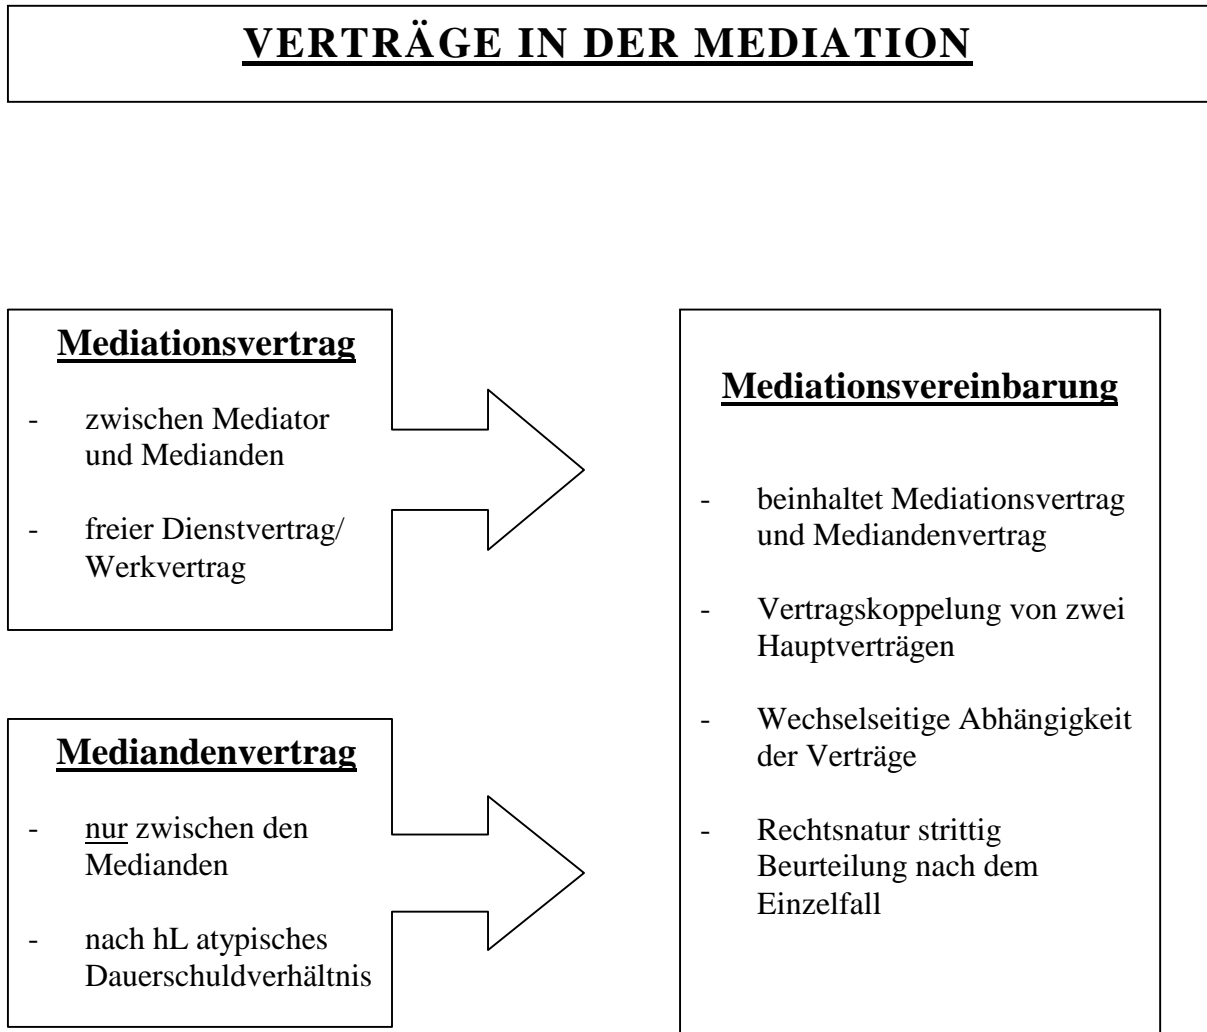 VERTRÄGE IN DER MEDIATION
Mediationsvertrag
- zwischen Mediator
und Medianden
- freier Dienstvertrag/
Werkvertrag
Mediandenvertrag
- nur zwischen den
Medianden
- nach hL atypisches
Dauerschuldverhältnis
Mediationsvereinbarung
- beinhaltet Mediationsvertrag
und Mediandenvertrag
- Vertragskoppelung von zwei
Hauptverträgen
- Wechselseitige Abhängigkeit
der Verträge
- Rechtsnatur strittig
Beurteilung nach dem
Einzelfall